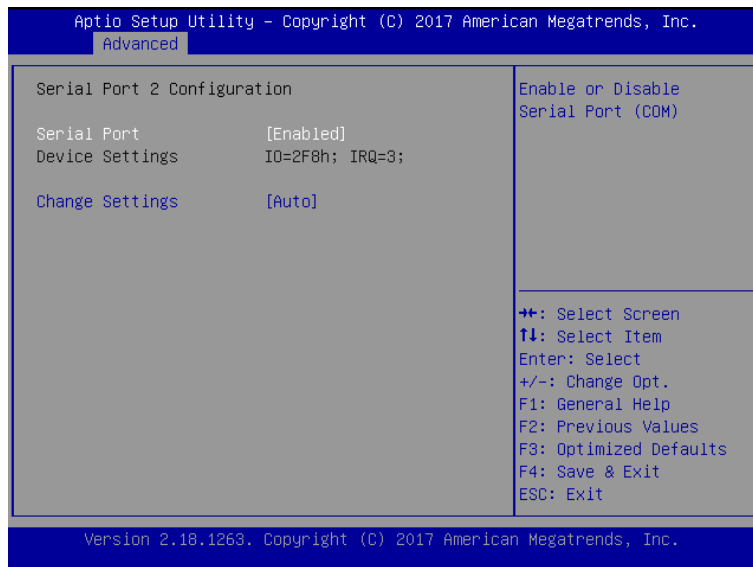 Aptio Setup Utility – Copyright (C) 2017 American Megatrends, Inc.
Advanced
Serial Port 2 Configuration
Serial Port [Enabled]
Device Settings IO=2F8h; IRQ=3;
Change Settings [Auto]
Enable or Disable
Serial Port (COM)
→←: Select Screen
↑↓: Select Item
Enter: Select
+/-: Change Opt.
F1: General Help
F2: Previous Values
F3: Optimized Defaults
F4: Save & Exit
ESC: Exit
Version 2.18.1263. Copyright (C) 2017 American Megatrends, Inc.